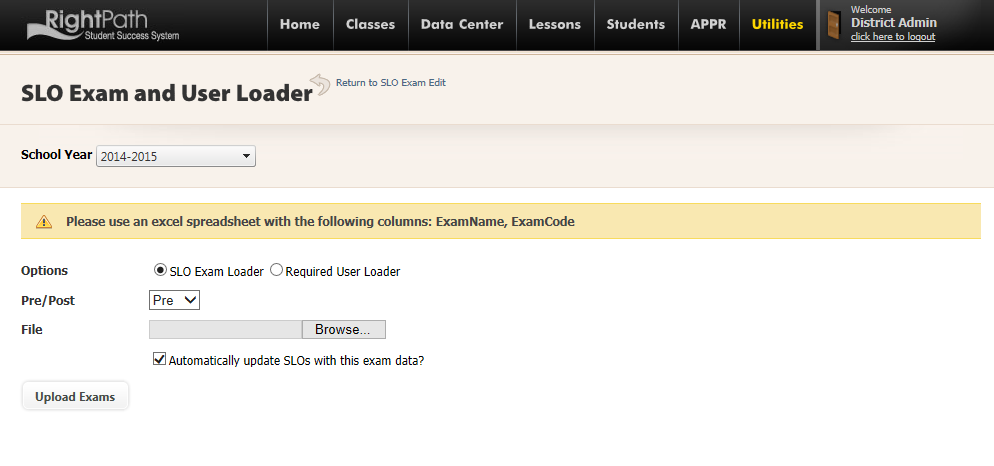 RightPath
Student Success System
Home Classes Data Center Lessons Students APPR Utilities
Welcome
District Admin
click here to logout
SLO Exam and User Loader
Return to SLO Exam Edit
School Year 2014-2015
Please use an excel spreadsheet with the following columns: ExamName, ExamCode
Options SLO Exam Loader Required User Loader
Pre/Post Pre
File Browse...
Automatically update SLOs with this exam data?
Upload Exams